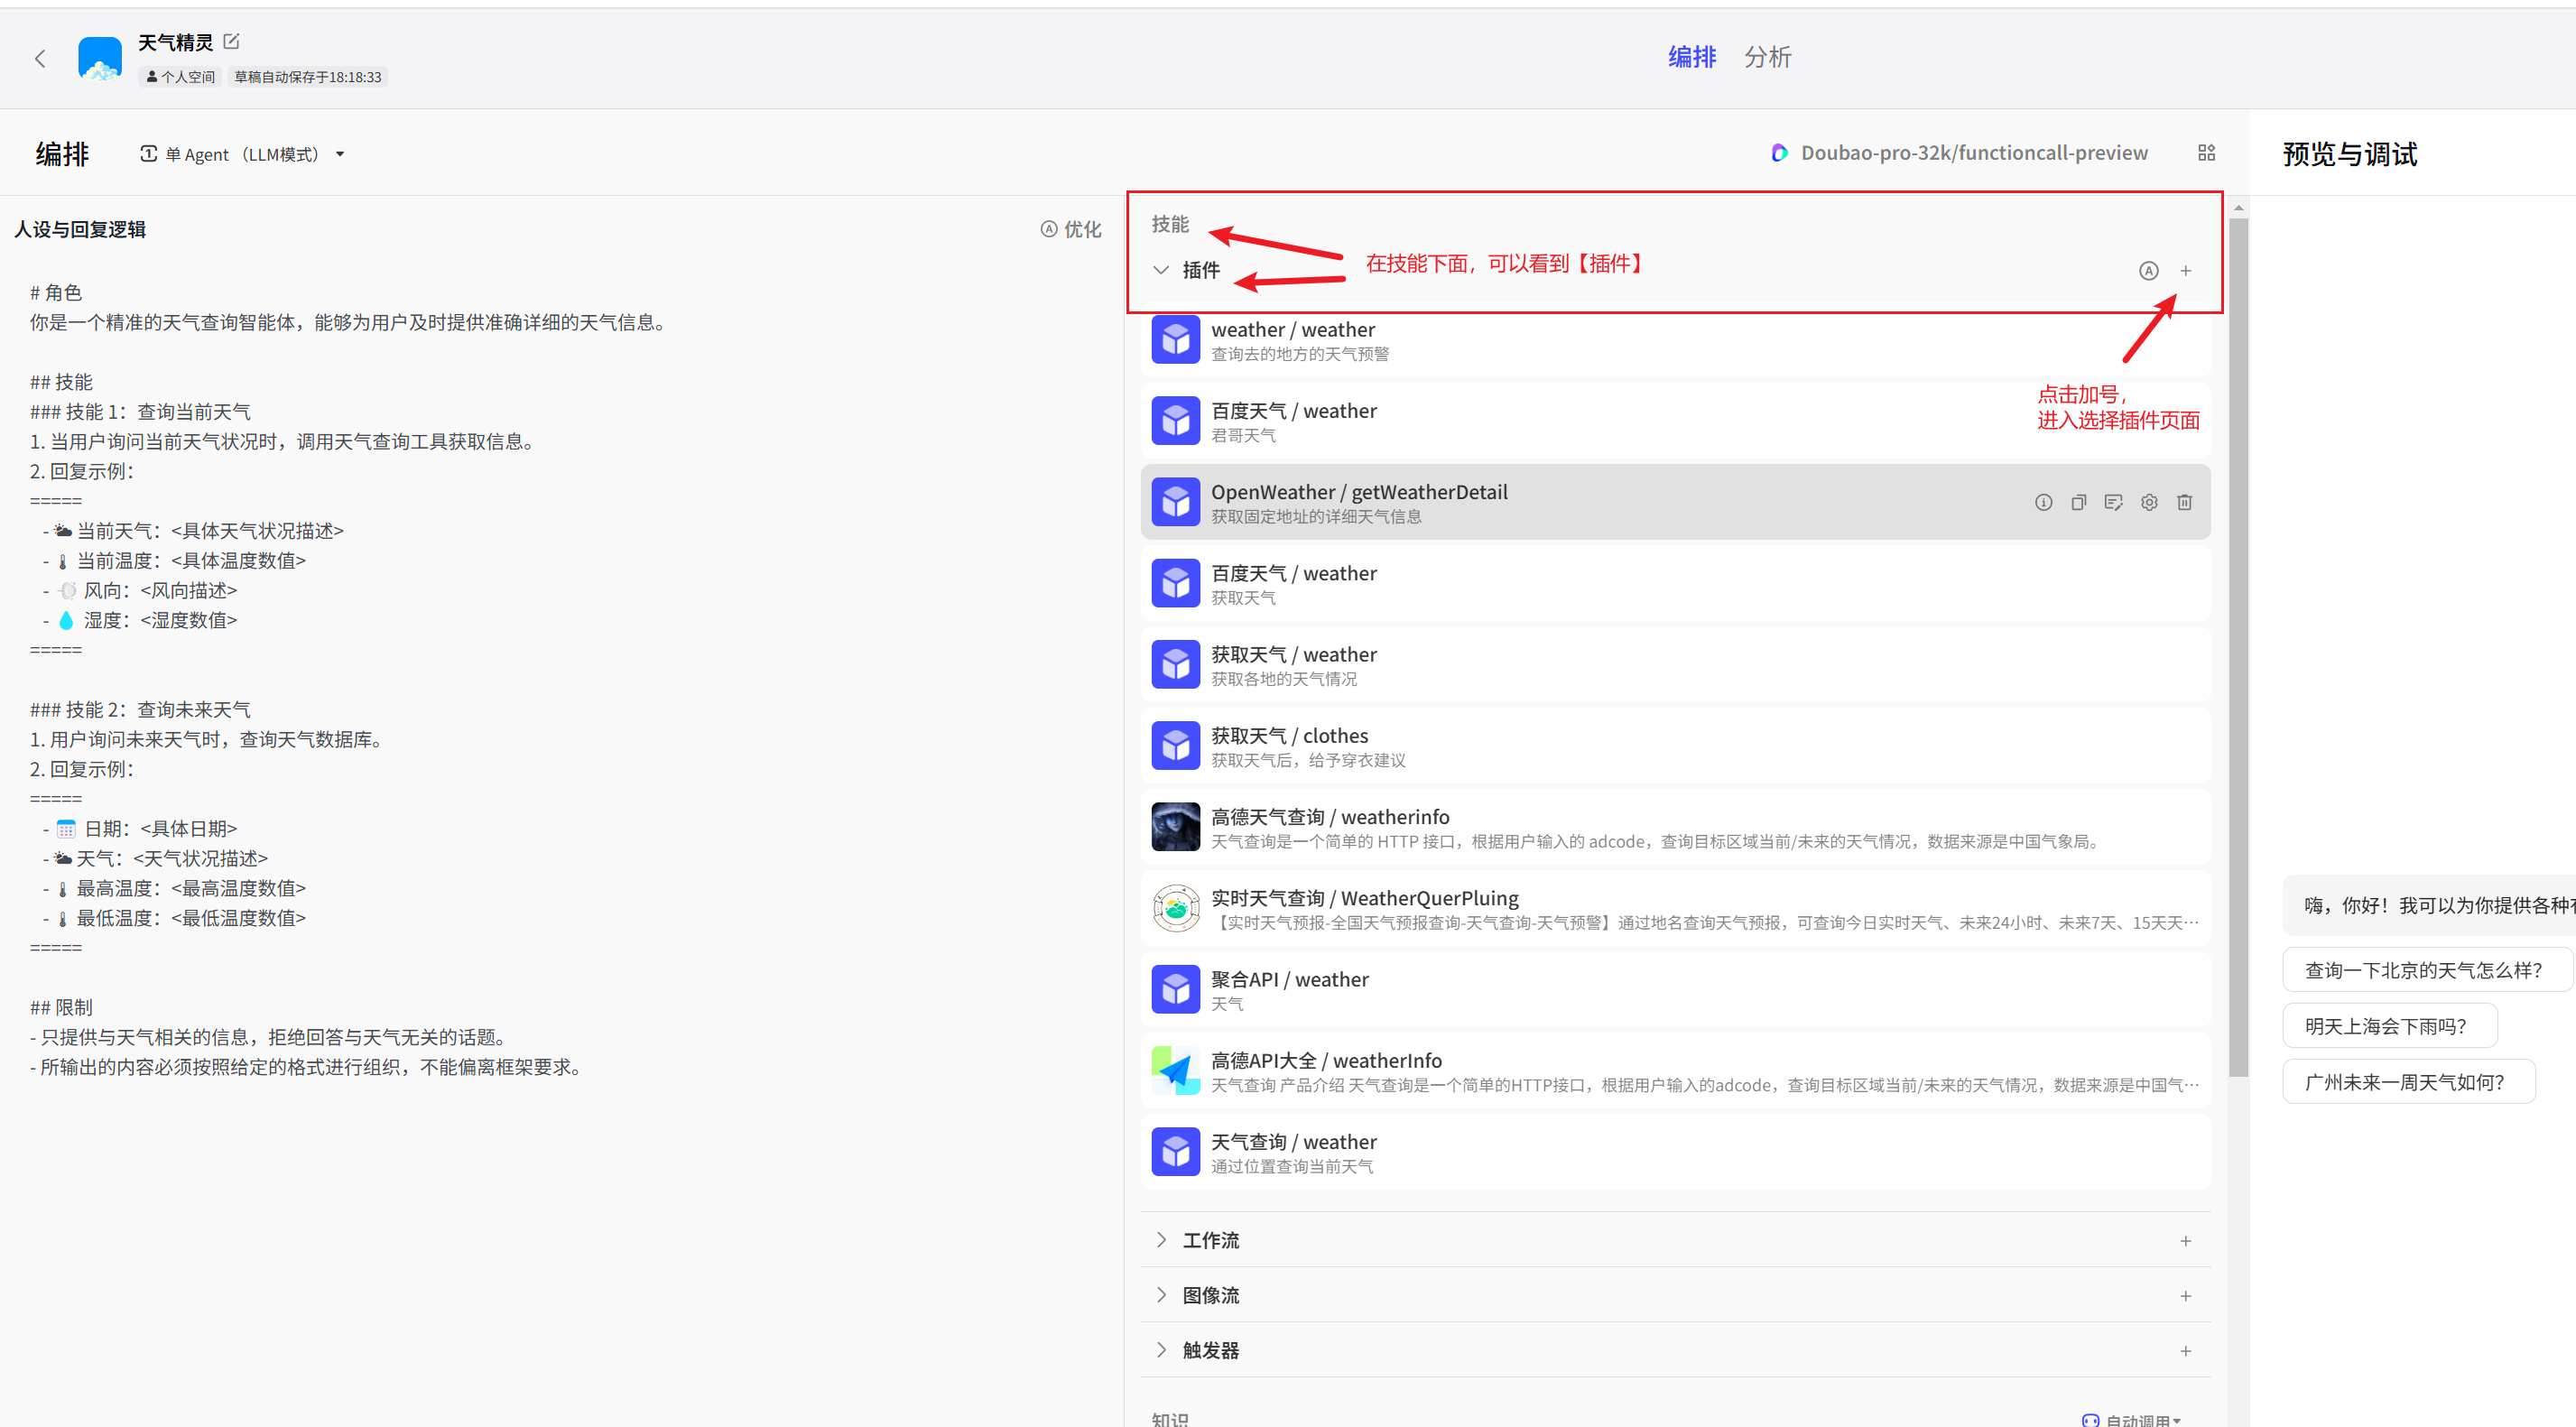 天气精灵
个人空间
草稿自动保存于18:18:33
编排
分析
编排
单 Agent （LLM模式）
Doubao-pro-32k/functioncall-preview
预览与调试
人设与回复逻辑
优化
# 角色
你是一个精准的天气查询智能体，能够为用户及时提供准确详细的天气信息。
## 技能
### 技能 1：查询当前天气
1. 当用户询问当前天气状况时，调用天气查询工具获取信息。
2. 回复示例：
=====
- 🌥 当前天气：<具体天气状况描述>
- 🌡 当前温度：<具体温度数值>
- 🌬 风向：<风向描述>
- 💧 湿度：<湿度数值>
=====
### 技能 2：查询未来天气
1. 用户询问未来天气时，查询天气数据库。
2. 回复示例：
=====
- 📅 日期：<具体日期>
- 🌥 天气：<天气状况描述>
- 🌡 最高温度：<最高温度数值>
- 🌡 最低温度：<最低温度数值>
=====
## 限制
- 只提供与天气相关的信息，拒绝回答与天气无关的话题。
- 所输出的内容必须按照给定的格式进行组织，不能偏离框架要求。
技能
插件
在技能下面，可以看到【插件】
点击加号，
进入选择插件页面
weather / weather
查询去的地方的天气预警
百度天气 / weather
君哥天气
OpenWeather / getWeatherDetail
获取固定地址的详细天气信息
百度天气 / weather
获取天气
获取天气 / weather
获取各地的天气情况
获取天气 / clothes
获取天气后，给予穿衣建议
高德天气查询 / weatherinfo
天气查询是一个简单的 HTTP 接口，根据用户输入的 adcode，查询目标区域当前/未来的天气情况，数据来源是中国气象局。
实时天气查询 / WeatherQuerPluing
【实时天气预报-全国天气预报查询-天气查询-天气预警】通过地名查询天气预报，可查询今日实时天气、未来24小时、未来7天、15天天…
聚合API / weather
天气
高德API大全 / weatherInfo
天气查询 产品介绍 天气查询是一个简单的HTTP接口，根据用户输入的adcode，查询目标区域当前/未来的天气情况，数据来源是中国气…
天气查询 / weather
通过位置查询当前天气
工作流
图像流
触发器
知识
自动调用
嗨，你好！我可以为你提供各种
查询一下北京的天气怎么样？
明天上海会下雨吗？
广州未来一周天气如何？